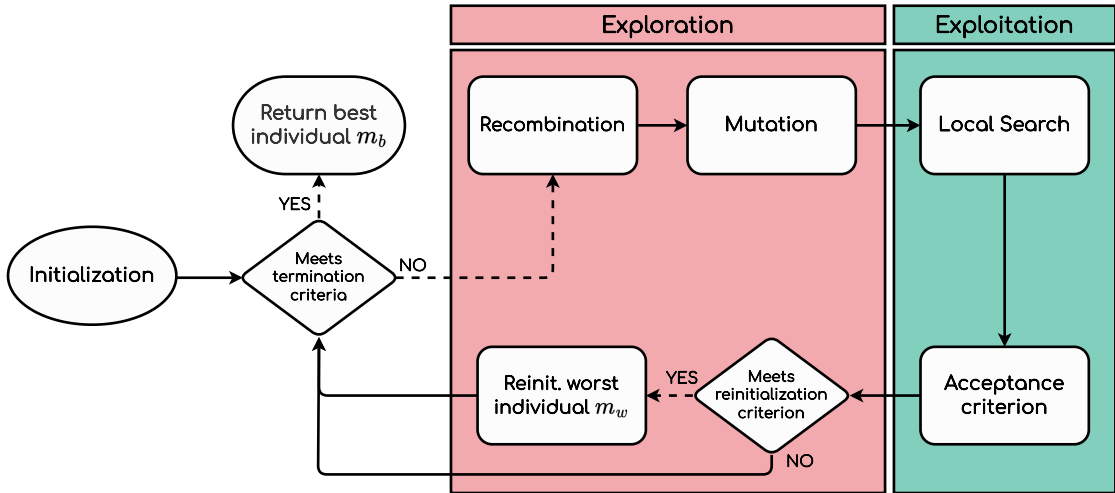 Exploration
Exploitation
Return best
individual m_b
Recombination
Mutation
Local Search
YES
Initialization
Meets
termination
criteria
NO
Reinit. worst
individual m_w
YES
Meets
reinitialization
criterion
NO
Acceptance
criterion